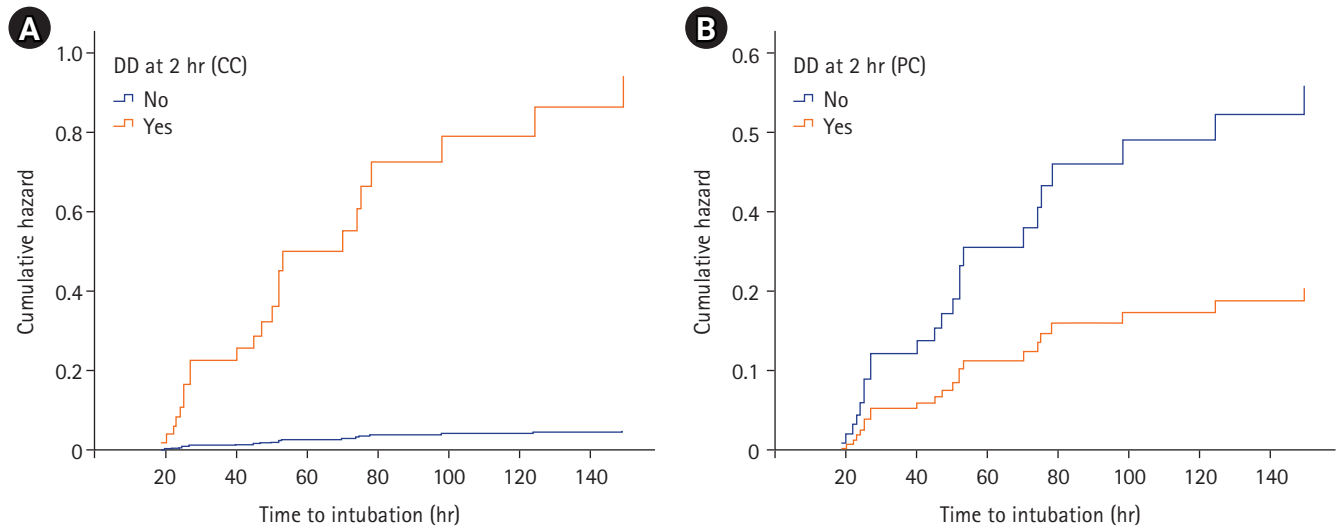 A
DD at 2 hr (CC)
No
Yes
Cumulative hazard
1.0
0.8
0.6
0.4
0.2
0
20 40 60 80 100 120 140
Time to intubation (hr)
B
DD at 2 hr (PC)
No
Yes
Cumulative hazard
0.6
0.5
0.4
0.2
0.1
0
20 40 60 80 100 120 140
Time to intubation (hr)